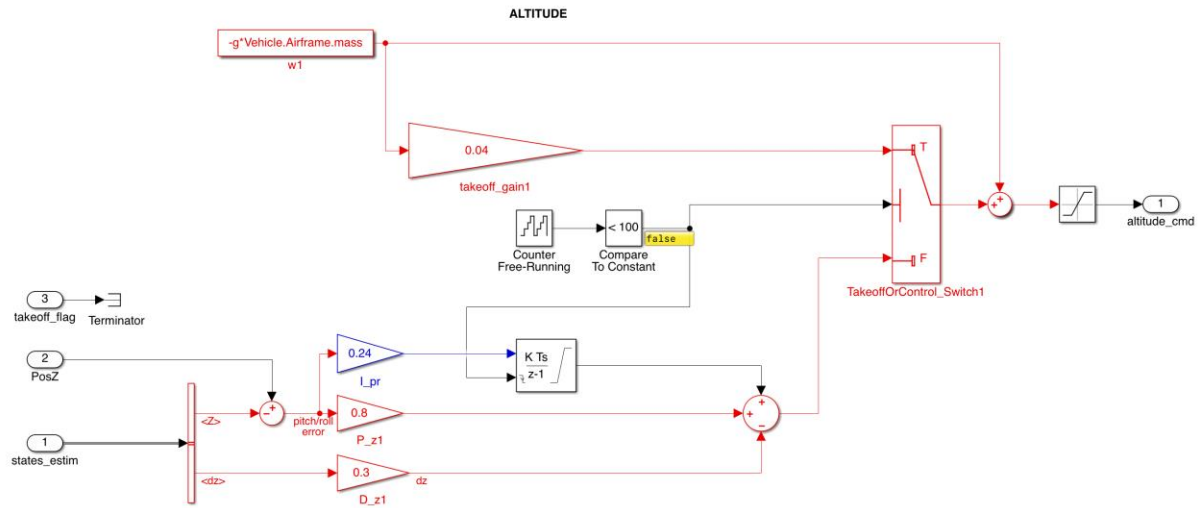 ALTITUDE
-g*Vehicle.Airframe.mass
w1
0.04
takeoff_gain1
T
F
TakeoffOrControl_Switch1
+
+
1
altitude_cmd
Counter
Free-Running
< 100
Compare
To Constant
false
3
takeoff_flag
Terminator
2
PosZ
1
states_estim
<Z>
<dz>
+
−
pitch/roll
error
0.24
I_pr
0.8
P_z1
0.3
D_z1
dz
K Ts
z-1
+
+
−